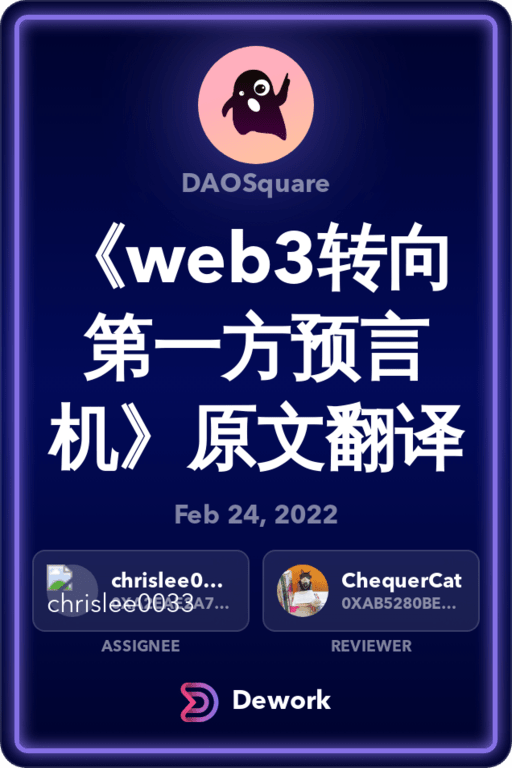 DAOSquare
《web3转向
第一方预言
机》原文翻译
Feb 24, 2022
chrislee0...
chrislee0033
ChequerCat
0XAB5280BE...
ASSIGNEE
REVIEWER
Dework